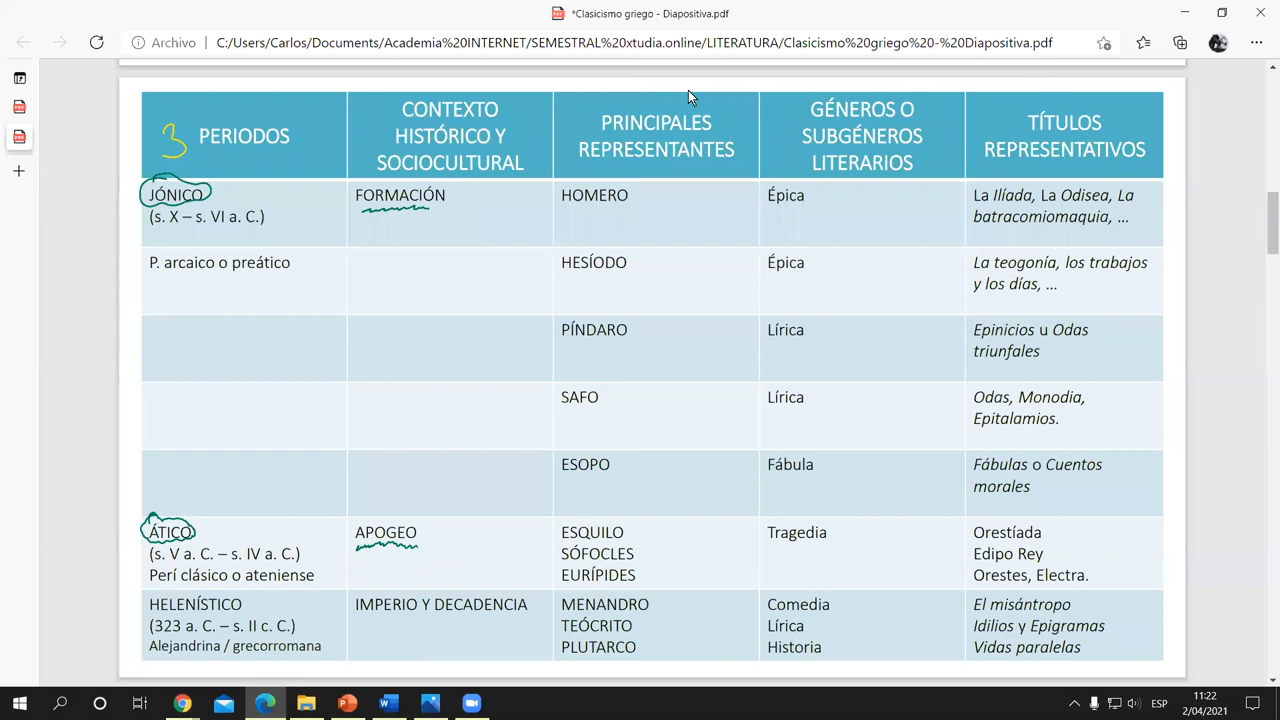 *Clasicismo griego - Diapositiva.pdf
Archivo
C:/Users/Carlos/Documents/Academia%20INTERNET/SEMESTRAL%20xtudia.online/LITERATURA/Clasicismo%20griego%20-%20Diapositiva.pdf
3 PERIODOS
CONTEXTO
HISTÓRICO Y
SOCIOCULTURAL
PRINCIPALES
REPRESENTANTES
GÉNEROS O
SUBGÉNEROS
LITERARIOS
TÍTULOS
REPRESENTATIVOS
JÓNICO
(s. X – s. VI a. C.)
FORMACIÓN
HOMERO
Épica
La Ilíada, La Odisea, La
batracomiomaquia, ...
P. arcaico o preático
HESÍODO
Épica
La teogonía, los trabajos
y los días, ...
PÍNDARO
Lírica
Epinicios u Odas
triunfales
SAFO
Lírica
Odas, Monodia,
Epitalamios.
ESOPO
Fábula
Fábulas o Cuentos
morales
ÁTICO
(s. V a. C. – s. IV a. C.)
Perí clásico o ateniense
APOGEO
ESQUILO
SÓFOCLES
EURÍPIDES
Tragedia
Orestíada
Edipo Rey
Orestes, Electra.
HELENÍSTICO
(323 a. C. – s. II c. C.)
Alejandrina / grecorromana
IMPERIO Y DECADENCIA
MENANDRO
TEÓCRITO
PLUTARCO
Comedia
Lírica
Historia
El misántropo
Idilios y Epigramas
Vidas paralelas
ESP
11:22
2/04/2021